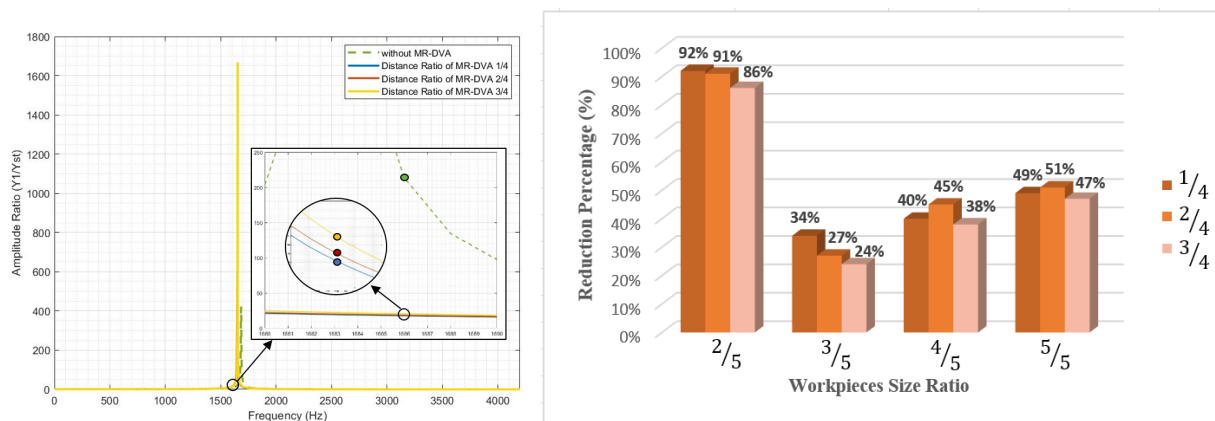 1800
1600
1400
1200
1000
800
600
400
200
0
Amplitude Ratio (Y1/Yst)
without MR-DVA
Distance Ratio of MR-DVA 1/4
Distance Ratio of MR-DVA 2/4
Distance Ratio of MR-DVA 3/4
250
200
150
100
50
0
1680 1681 1682 1683 1684 1685 1686 1687 1688 1689 1690
0 500 1000 1500 2000 2500 3000 3500 4000
Frequency (Hz)
100%
90%
80%
70%
60%
50%
40%
30%
20%
10%
0%
Reduction Percentage (%)
92% 91% 86%
34% 27% 24%
40% 45% 38%
49% 51% 47%
2/5 3/5 4/5 5/5
Workpieces Size Ratio
1/4
2/4
3/4